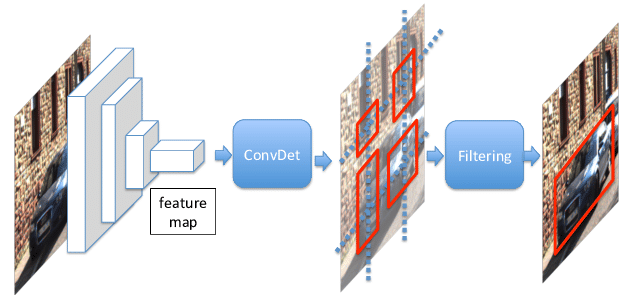 feature
map
ConvDet
Filtering